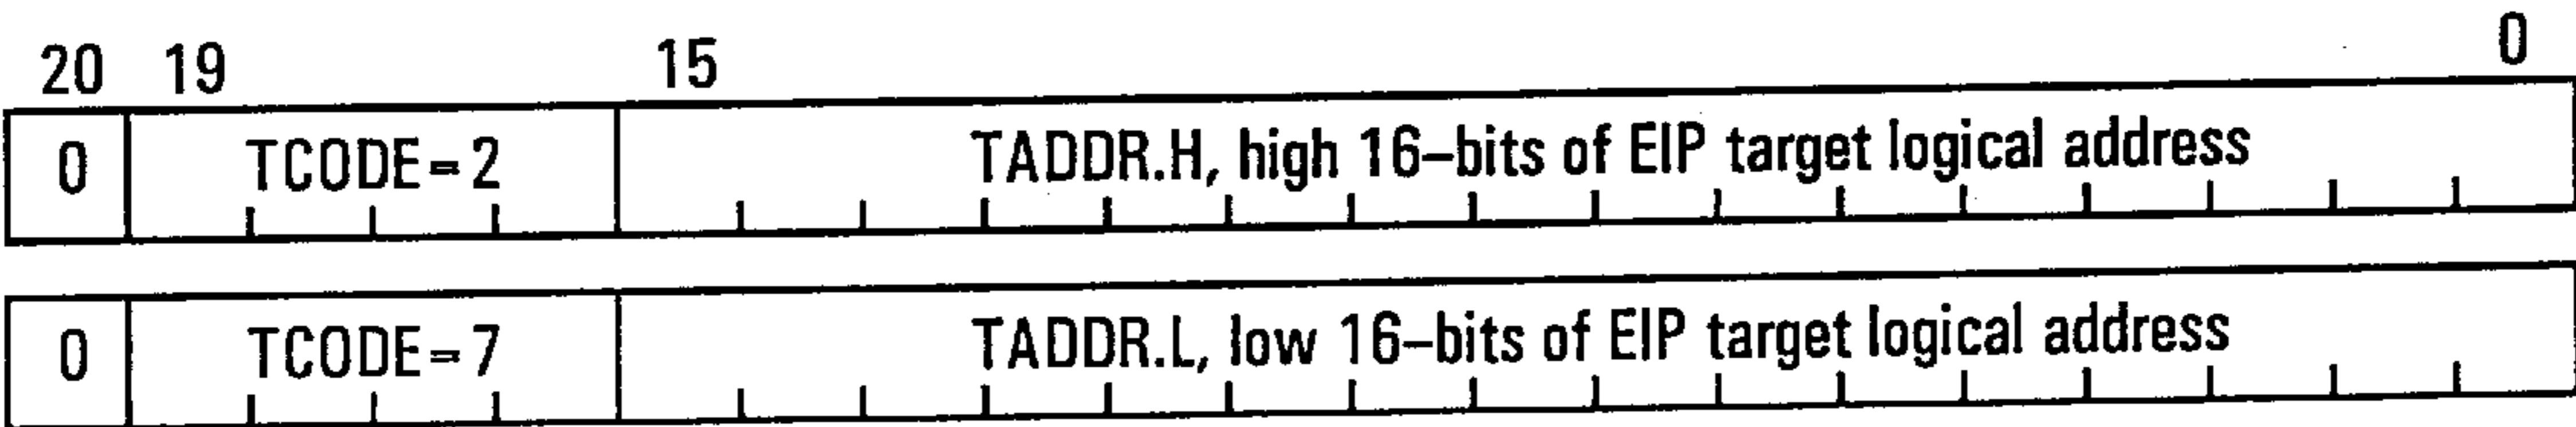 20 19 15 0
0 TCODE=2 TADDR.H, high 16-bits of EIP target logical address
0 TCODE=7 TADDR.L, low 16-bits of EIP target logical address